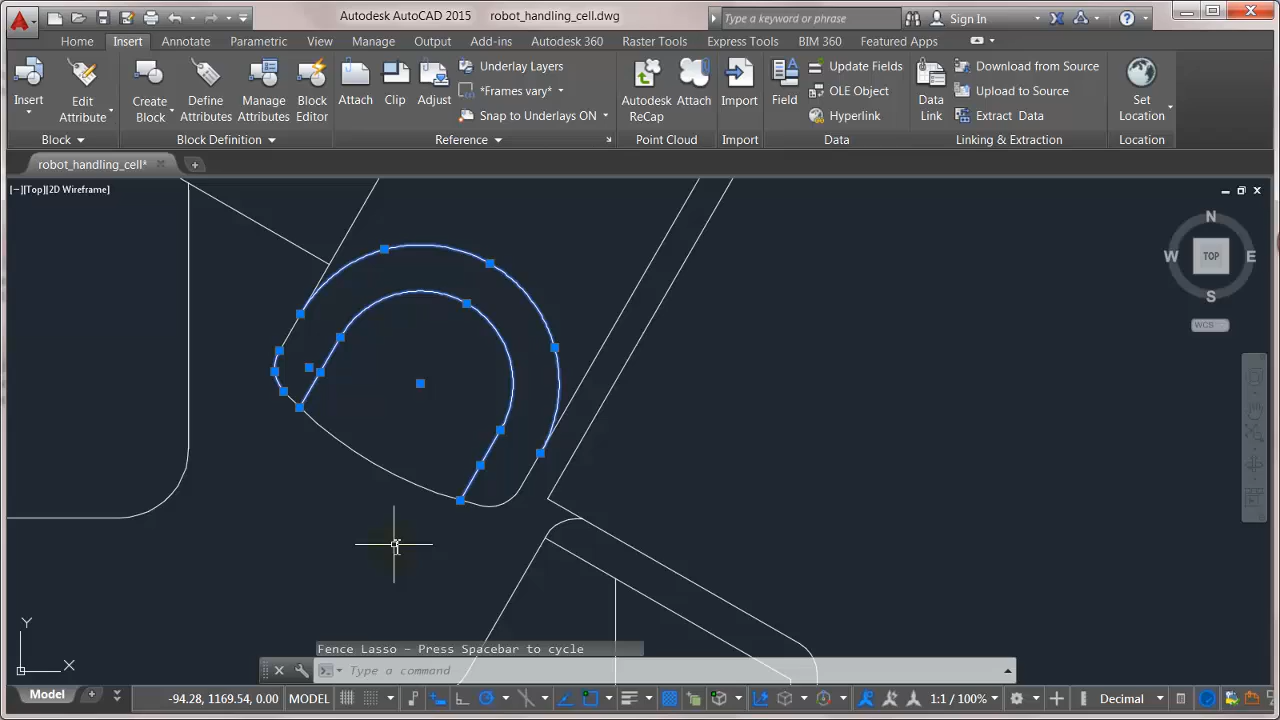 Autodesk AutoCAD 2015 robot_handling_cell.dwg
Type a keyword or phrase
Sign In
Home Insert Annotate Parametric View Manage Output Add-ins Autodesk 360 Raster Tools Express Tools BIM 360 Featured Apps
Insert
Edit Attribute
Block
Create Block
Define Attributes
Manage Attributes
Block Editor
Block Definition
Attach
Clip
Adjust
Underlay Layers
*Frames vary*
Snap to Underlays ON
Reference
Autodesk ReCap
Attach
Point Cloud
Import
Import
Field
Update Fields
OLE Object
Hyperlink
Data
Data Link
Download from Source
Upload to Source
Extract Data
Linking & Extraction
Set Location
Location
robot_handling_cell*
[−][Top][2D Wireframe]
N
W TOP E
S
WCS
Y
X
Fence Lasso – Press Spacebar to cycle
Type a command
Model
-94.28, 1169.54, 0.00 MODEL
1:1 / 100%
Decimal